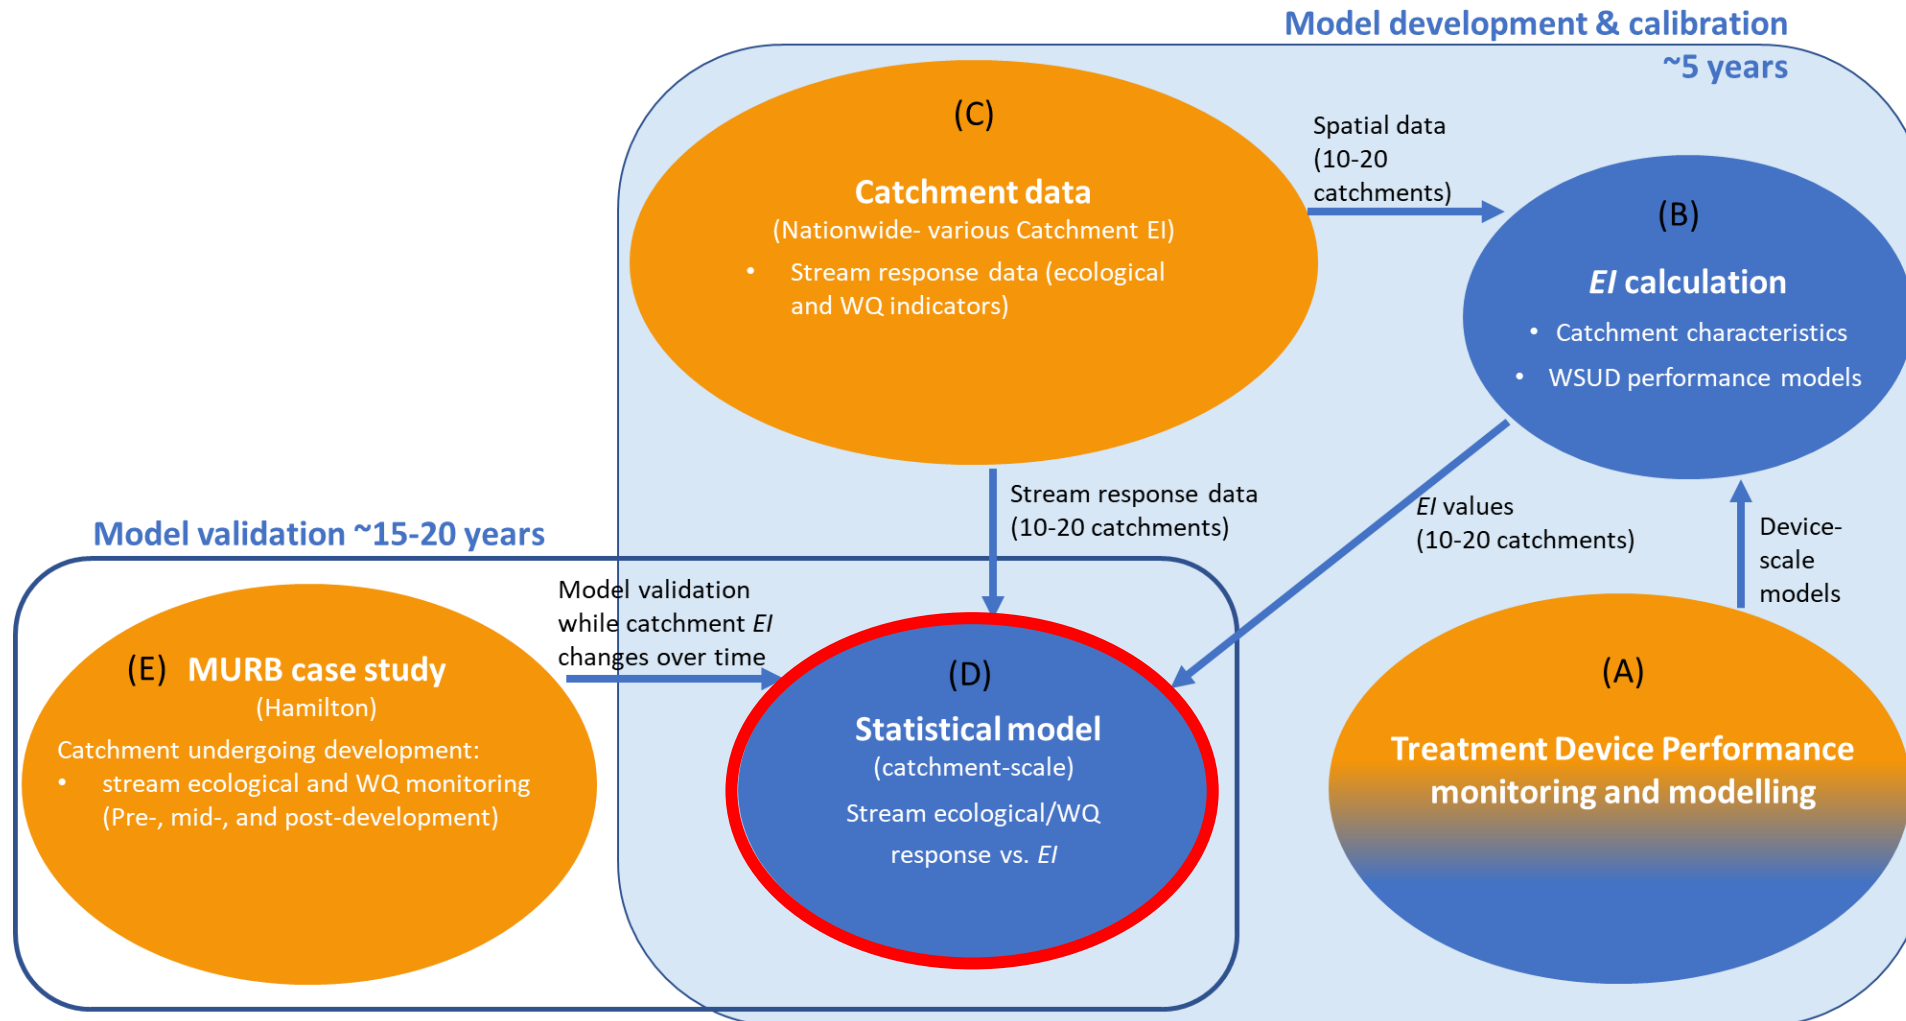 Model development & calibration
~5 years
(C)
Catchment data
(Nationwide- various Catchment EI)
• Stream response data (ecological
and WQ indicators)
Spatial data
(10-20
catchments)
(B)
EI calculation
• Catchment characteristics
• WSUD performance models
Stream response data
(10-20 catchments)
EI values
(10-20 catchments)
Device-
scale
models
Model validation ~15-20 years
(E) MURB case study
(Hamilton)
Catchment undergoing development:
• stream ecological and WQ monitoring
(Pre-, mid-, and post-development)
Model validation
while catchment EI
changes over time
(D)
Statistical model
(catchment-scale)
Stream ecological/WQ
response vs. EI
(A)
Treatment Device Performance
monitoring and modelling